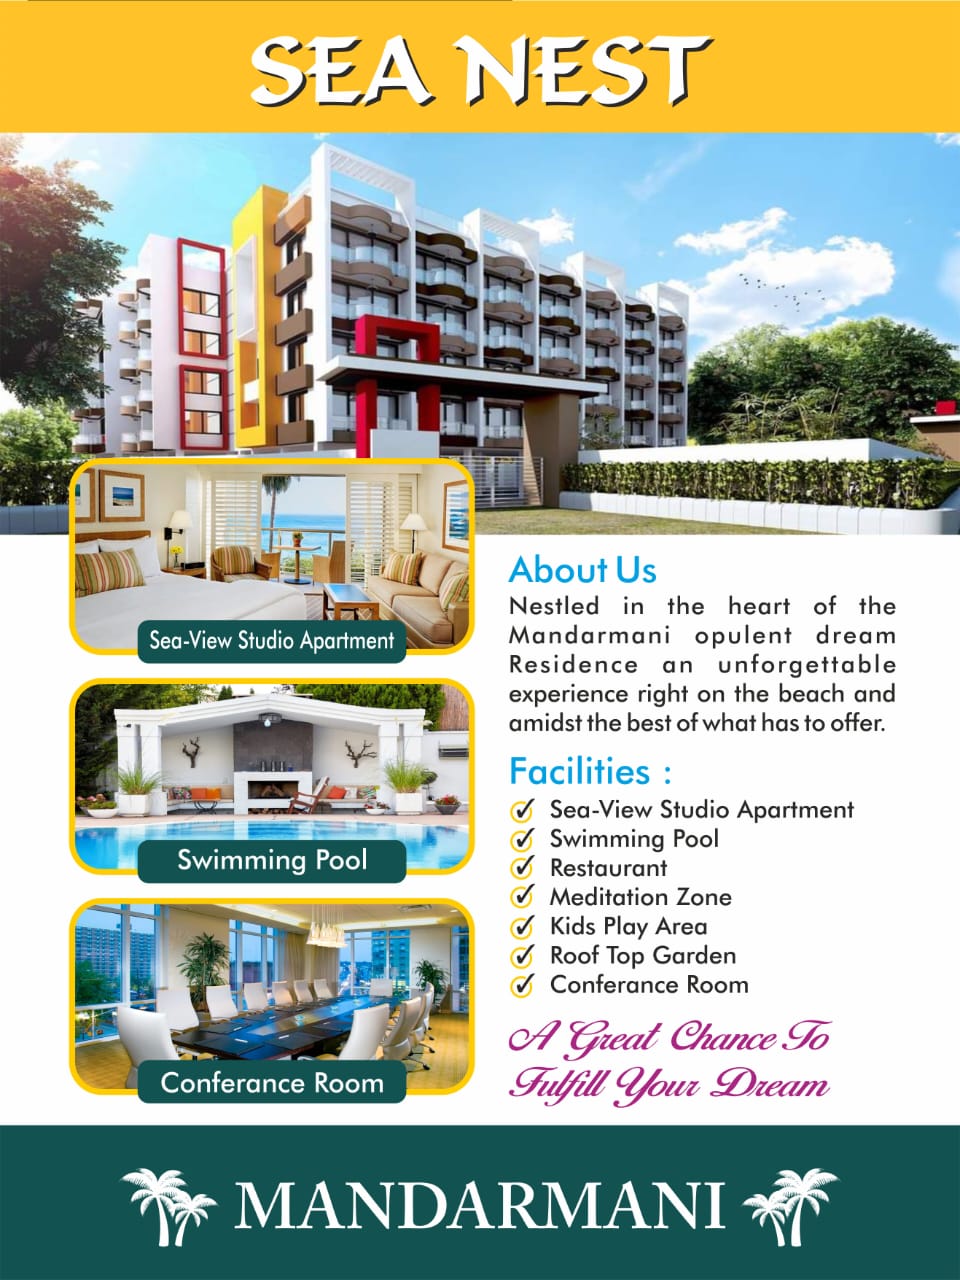 SEA NEST
Sea-View Studio Apartment
Swimming Pool
Conferance Room
About Us
Nestled in the heart of the
Mandarmani opulent dream
Residence an unforgettable
experience right on the beach and
amidst the best of what has to offer.
Facilities :
Sea-View Studio Apartment
Swimming Pool
Restaurant
Meditation Zone
Kids Play Area
Roof Top Garden
Conferance Room
A Great Chance To
Fulfill Your Dream
MANDARMANI